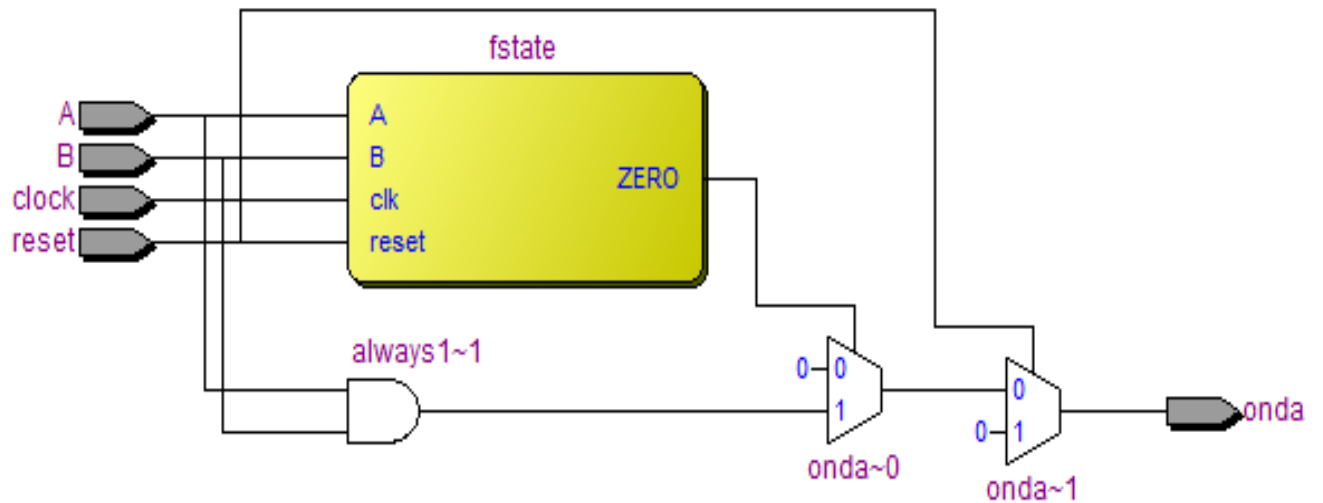 fstate
A
A
B
B
ZERO
clock
clk
reset
reset
always1~1
0
0
1
0
0
1
onda
onda~0
onda~1